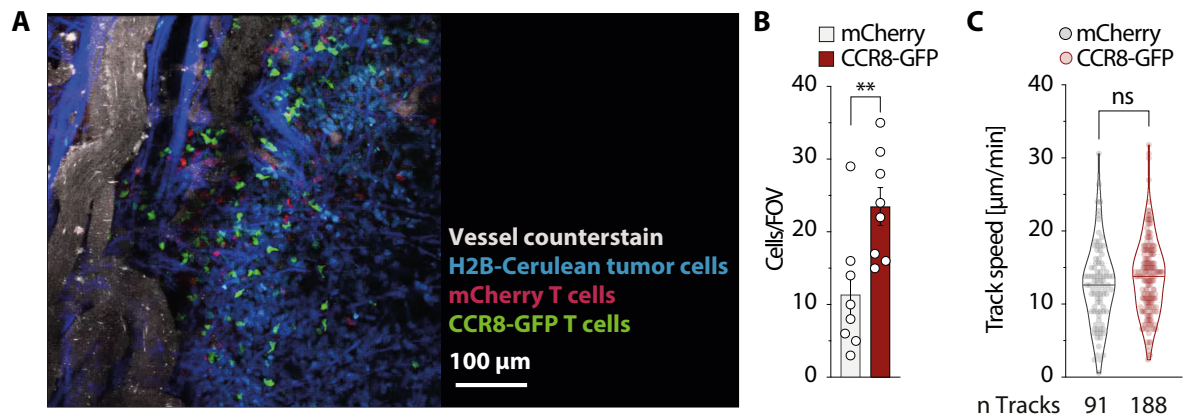 A
Vessel counterstain
H2B-Cerulean tumor cells
mCherry T cells
CCR8-GFP T cells
100 µm
B
mCherry
CCR8-GFP
**
40
30
20
10
0
Cells/FOV
C
mCherry
CCR8-GFP
ns
40
30
20
10
0
Track speed [µm/min]
n Tracks 91 188